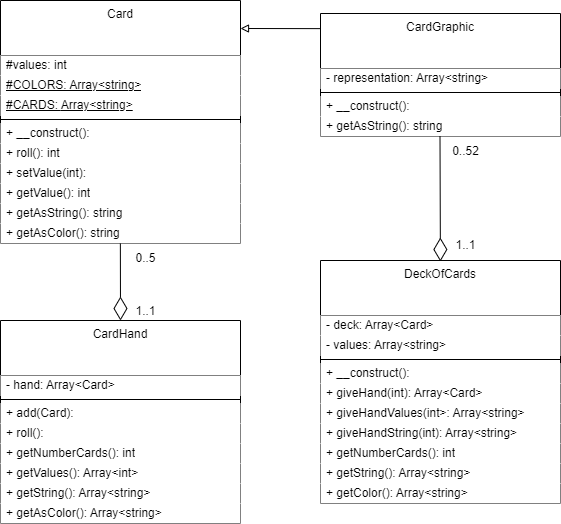 Card
#values: int
#COLORS: Array<string>
#CARDS: Array<string>
+ __construct():
+ roll(): int
+ setValue(int):
+ getValue(): int
+ getAsString(): string
+ getAsColor(): string
CardGraphic
- representation: Array<string>
+ __construct():
+ getAsString(): string
0..5
1..1
0..52
1..1
CardHand
- hand: Array<Card>
+ add(Card):
+ roll():
+ getNumberCards(): int
+ getValues(): Array<int>
+ getString(): Array<string>
+ getAsColor(): Array<string>
DeckOfCards
- deck: Array<Card>
- values: Array<string>
+ __construct():
+ giveHand(int): Array<Card>
+ giveHandValues(int>: Array<string>
+ giveHandString(int): Array<string>
+ getNumberCards(): int
+ getString(): Array<string>
+ getColor(): Array<string>